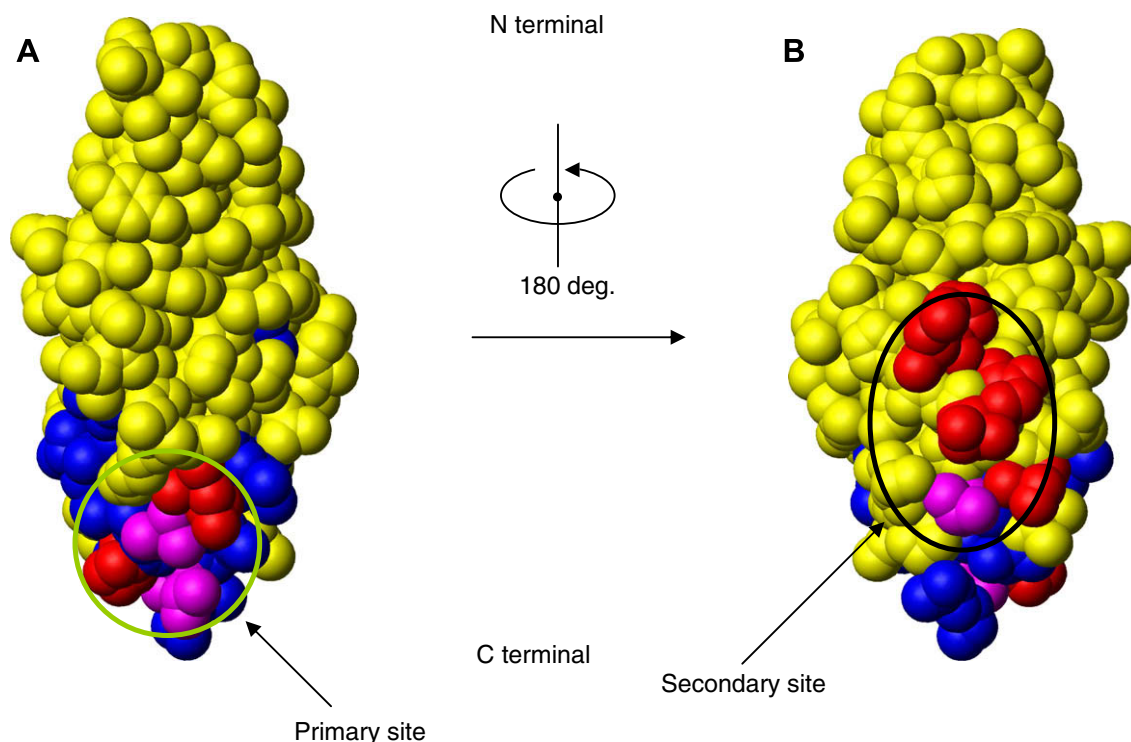 N terminal
A
B
180 deg.
C terminal
Secondary site
Primary site